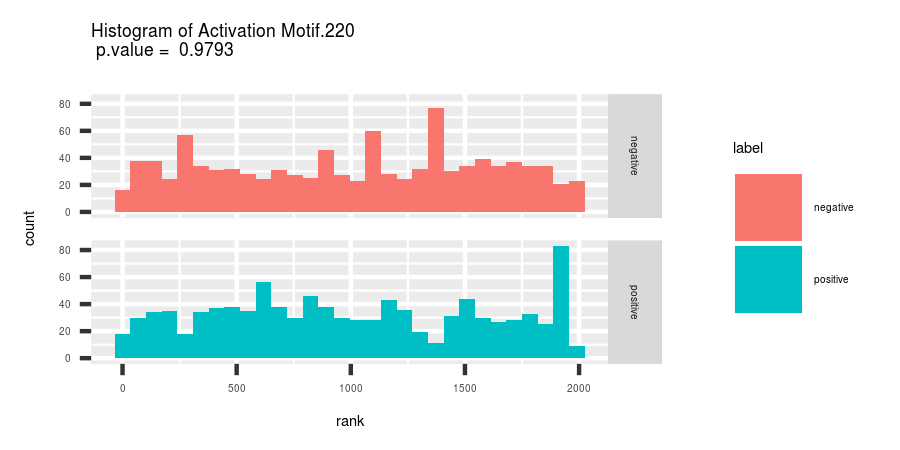 Histogram of Activation Motif.220
p.value = 0.9793
count
80
60
40
20
0
negative
80
60
40
20
0
positive
0 500 1000 1500 2000
rank
label
negative
positive